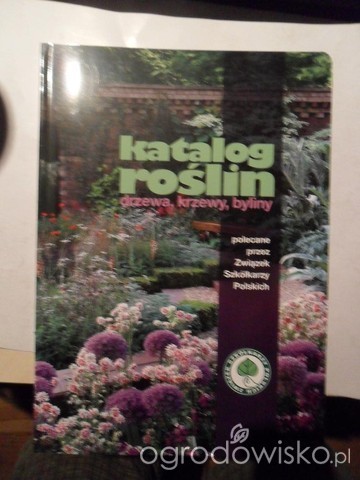 katalog
roślin
drzewa, krzewy, byliny
polecane
przez
Związek
Szkółkarzy
Polskich
ogrodowisko.pl